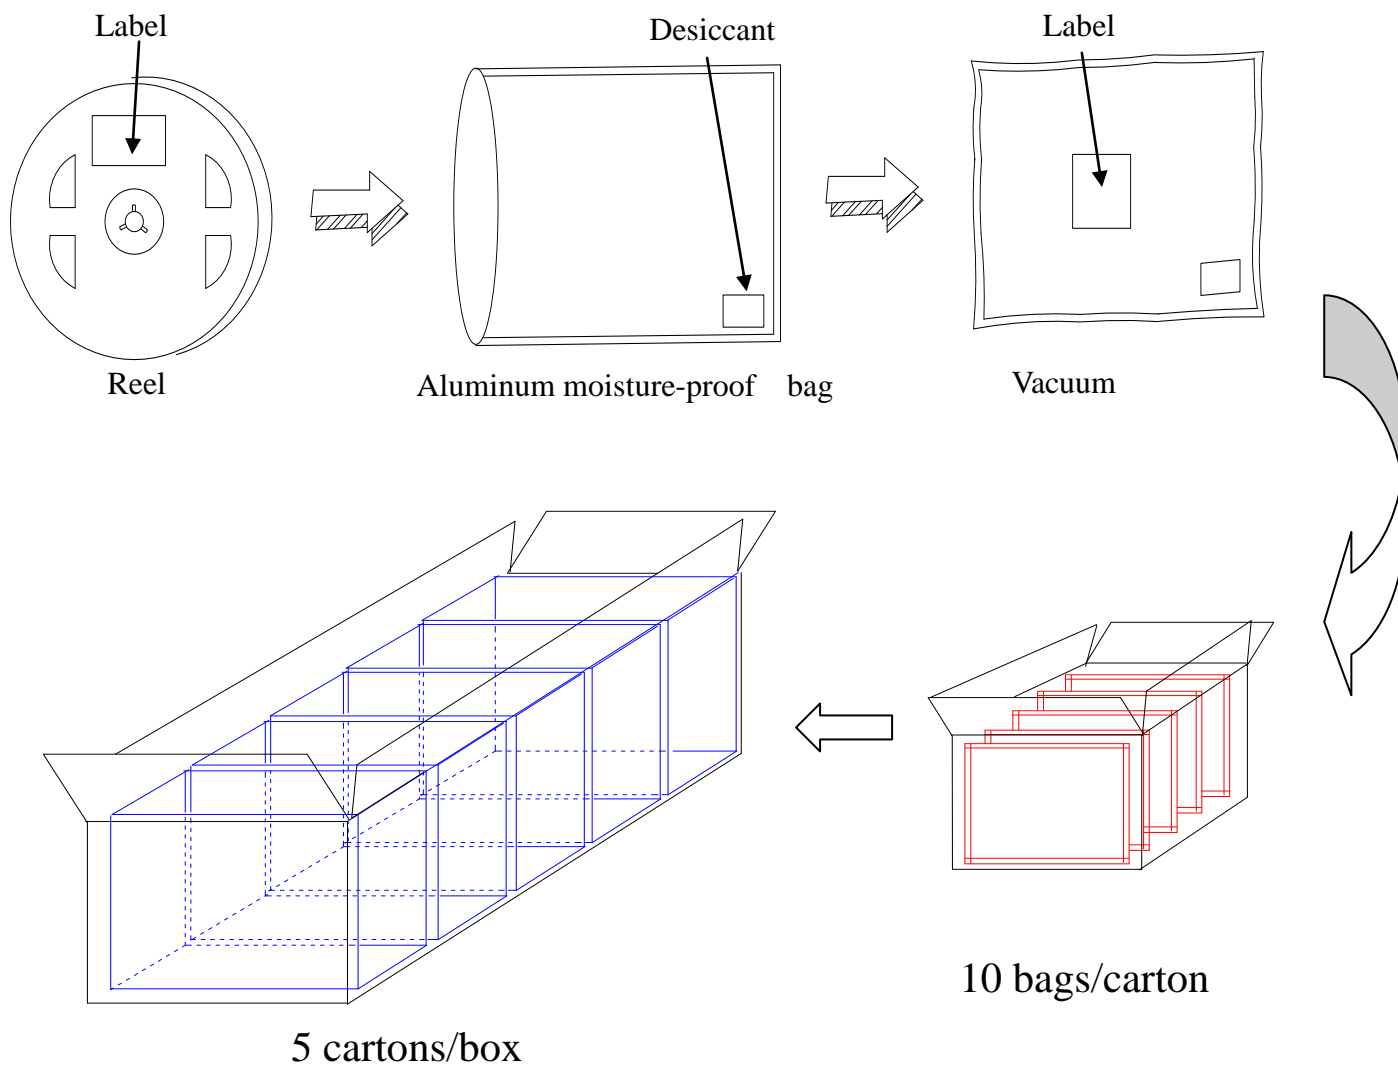 Label
Desiccant
Label
Reel
Aluminum moisture-proof bag
Vacuum
10 bags/carton
5 cartons/box